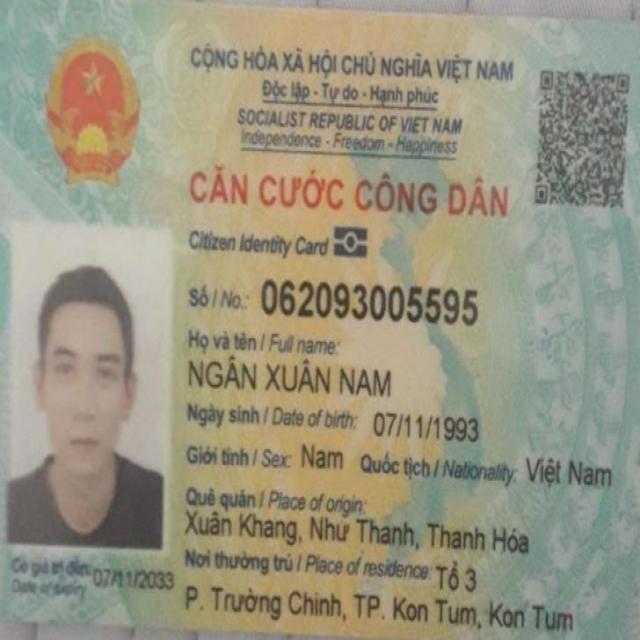 CỘNG HÒA XÃ HỘI CHỦ NGHĨA VIỆT NAM
Độc lập - Tự do - Hạnh phúc
SOCIALIST REPUBLIC OF VIET NAM
Independence - Freedom - Happiness
CĂN CƯỚC CÔNG DÂN
Citizen Identity Card
Số / No.: 062093005595
Họ và tên / Full name:
NGÂN XUÂN NAM
Ngày sinh / Date of birth: 07/11/1993
Giới tính / Sex: Nam Quốc tịch / Nationality: Việt Nam
Quê quán / Place of origin:
Xuân Khang, Như Thanh, Thanh Hóa
Nơi thường trú / Place of residence: Tổ 3
P. Trường Chinh, TP. Kon Tum, Kon Tum
Có giá trị đến: 07/11/2033
Date of expiry